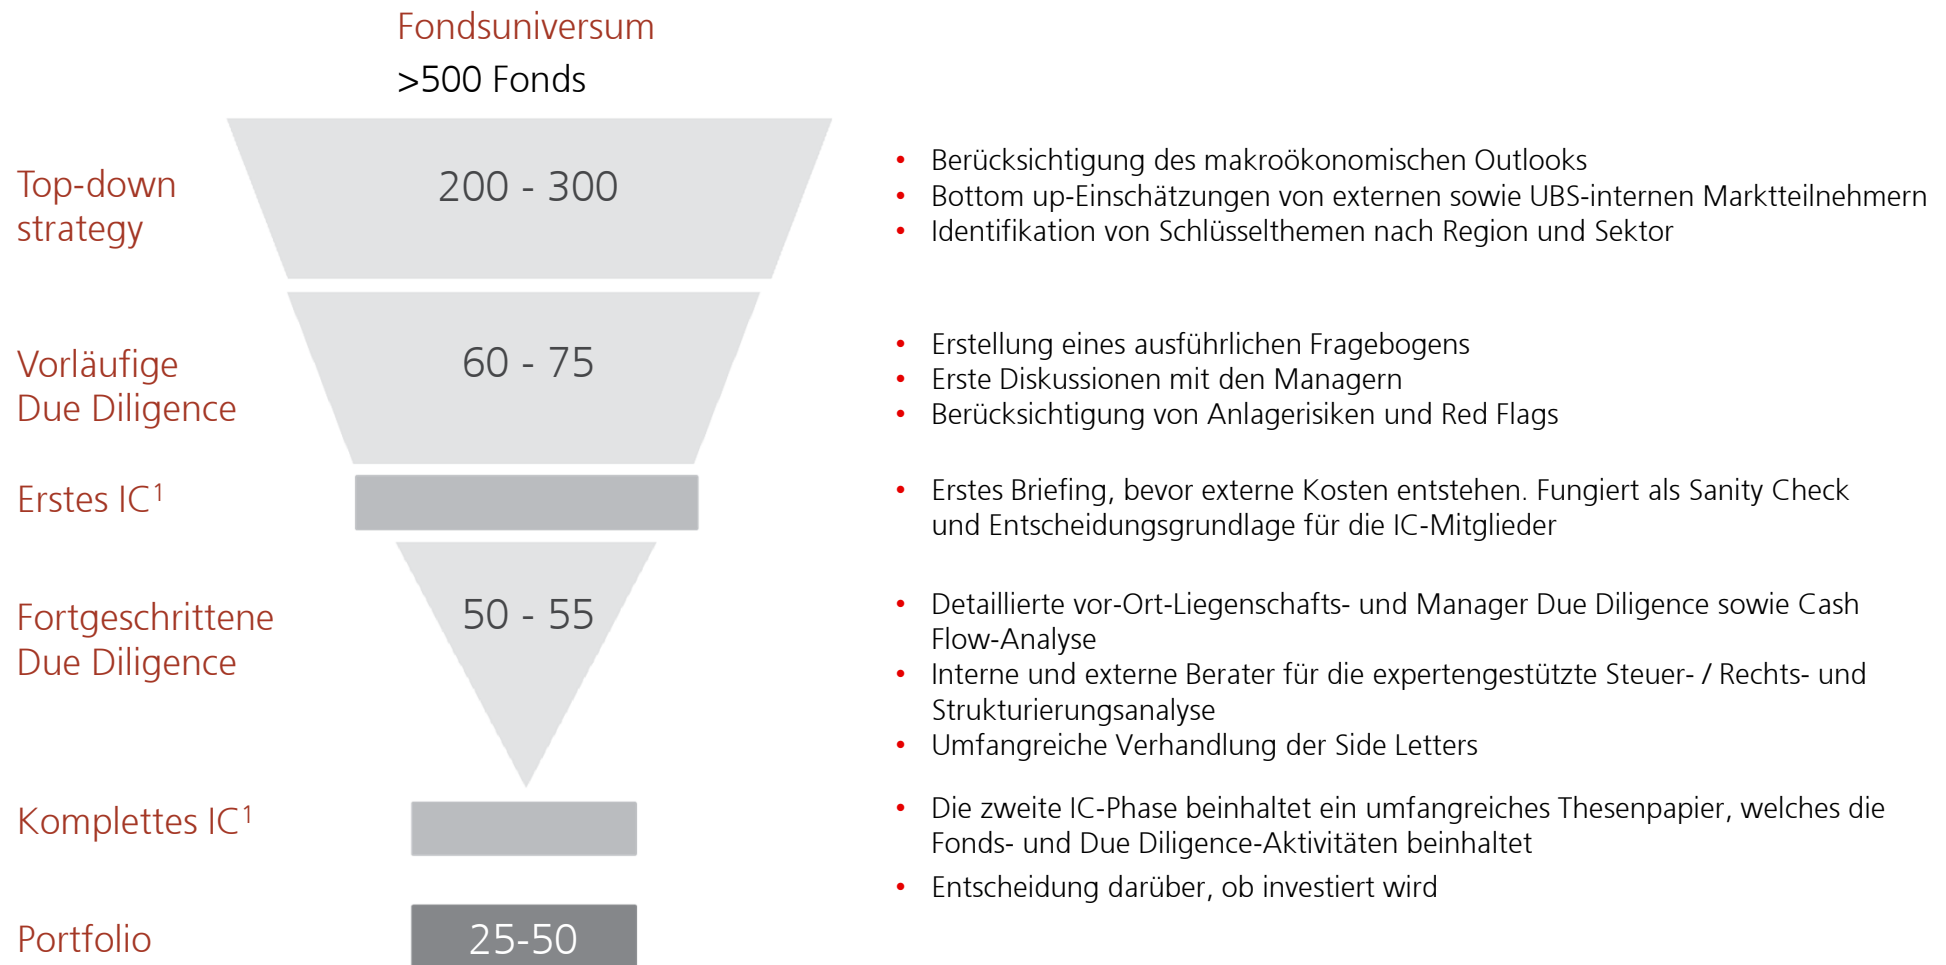 Fondsuniversum
>500 Fonds
Top-down
strategy
200 - 300
• Berücksichtigung des makroökonomischen Outlooks
• Bottom up-Einschätzungen von externen sowie UBS-internen Marktteilnehmern
• Identifikation von Schlüsselthemen nach Region und Sektor
Vorläufige
Due Diligence
60 - 75
• Erstellung eines ausführlichen Fragebogens
• Erste Diskussionen mit den Managern
• Berücksichtigung von Anlagerisiken und Red Flags
Erstes IC¹
• Erstes Briefing, bevor externe Kosten entstehen. Fungiert als Sanity Check
und Entscheidungsgrundlage für die IC-Mitglieder
Fortgeschrittene
Due Diligence
50 - 55
• Detaillierte vor-Ort-Liegenschafts- und Manager Due Diligence sowie Cash
Flow-Analyse
• Interne und externe Berater für die expertengestützte Steuer- / Rechts- und
Strukturierungsanalyse
• Umfangreiche Verhandlung der Side Letters
Komplettes IC¹
• Die zweite IC-Phase beinhaltet ein umfangreiches Thesenpapier, welches die
Fonds- und Due Diligence-Aktivitäten beinhaltet
• Entscheidung darüber, ob investiert wird
Portfolio
25-50